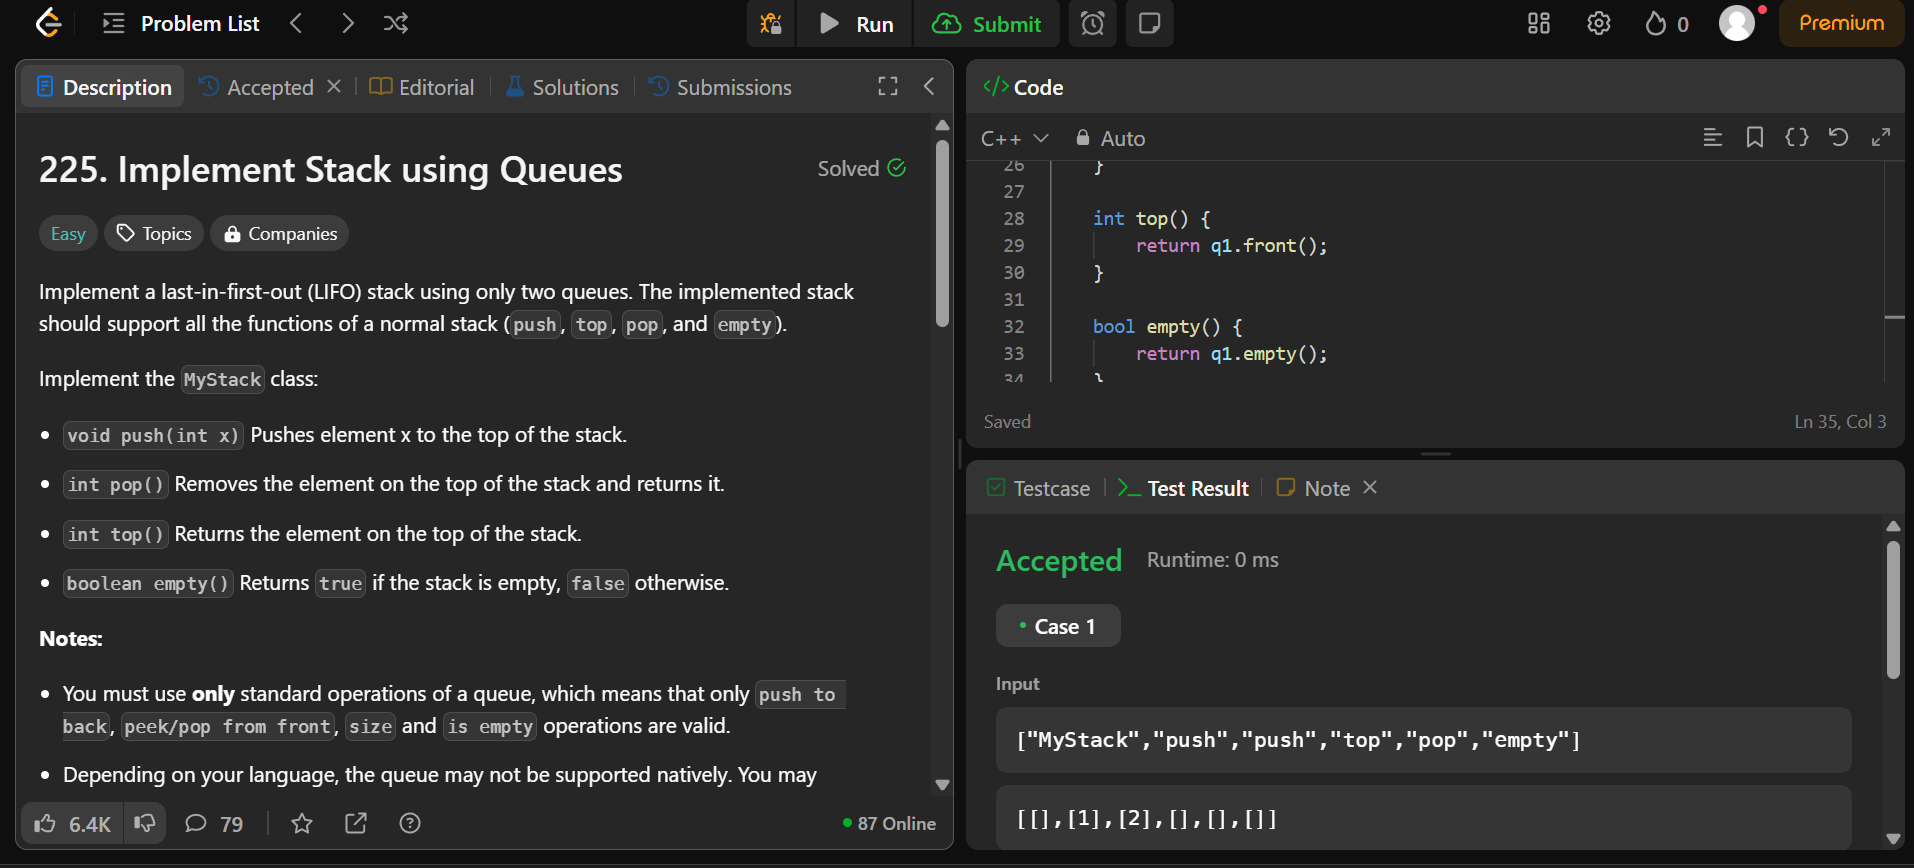 Problem List
Run
Submit
0
Premium
Description
Accepted
Editorial
Solutions
Submissions
225. Implement Stack using Queues
Solved
Easy
Topics
Companies
Implement a last-in-first-out (LIFO) stack using only two queues. The implemented stack
should support all the functions of a normal stack (push, top, pop, and empty).
Implement the MyStack class:
• void push(int x) Pushes element x to the top of the stack.
• int pop() Removes the element on the top of the stack and returns it.
• int top() Returns the element on the top of the stack.
• boolean empty() Returns true if the stack is empty, false otherwise.
Notes:
• You must use only standard operations of a queue, which means that only push to
back, peek/pop from front, size and is empty operations are valid.
• Depending on your language, the queue may not be supported natively. You may
6.4K
79
87 Online
</> Code
C++
Auto
26 }
27
28 int top() {
29 return q1.front();
30 }
31
32 bool empty() {
33 return q1.empty();
34 }
Saved
Ln 35, Col 3
Testcase
Test Result
Note
Accepted
Runtime: 0 ms
• Case 1
Input
["MyStack","push","push","top","pop","empty"]
[[],[1],[2],[],[],[]]